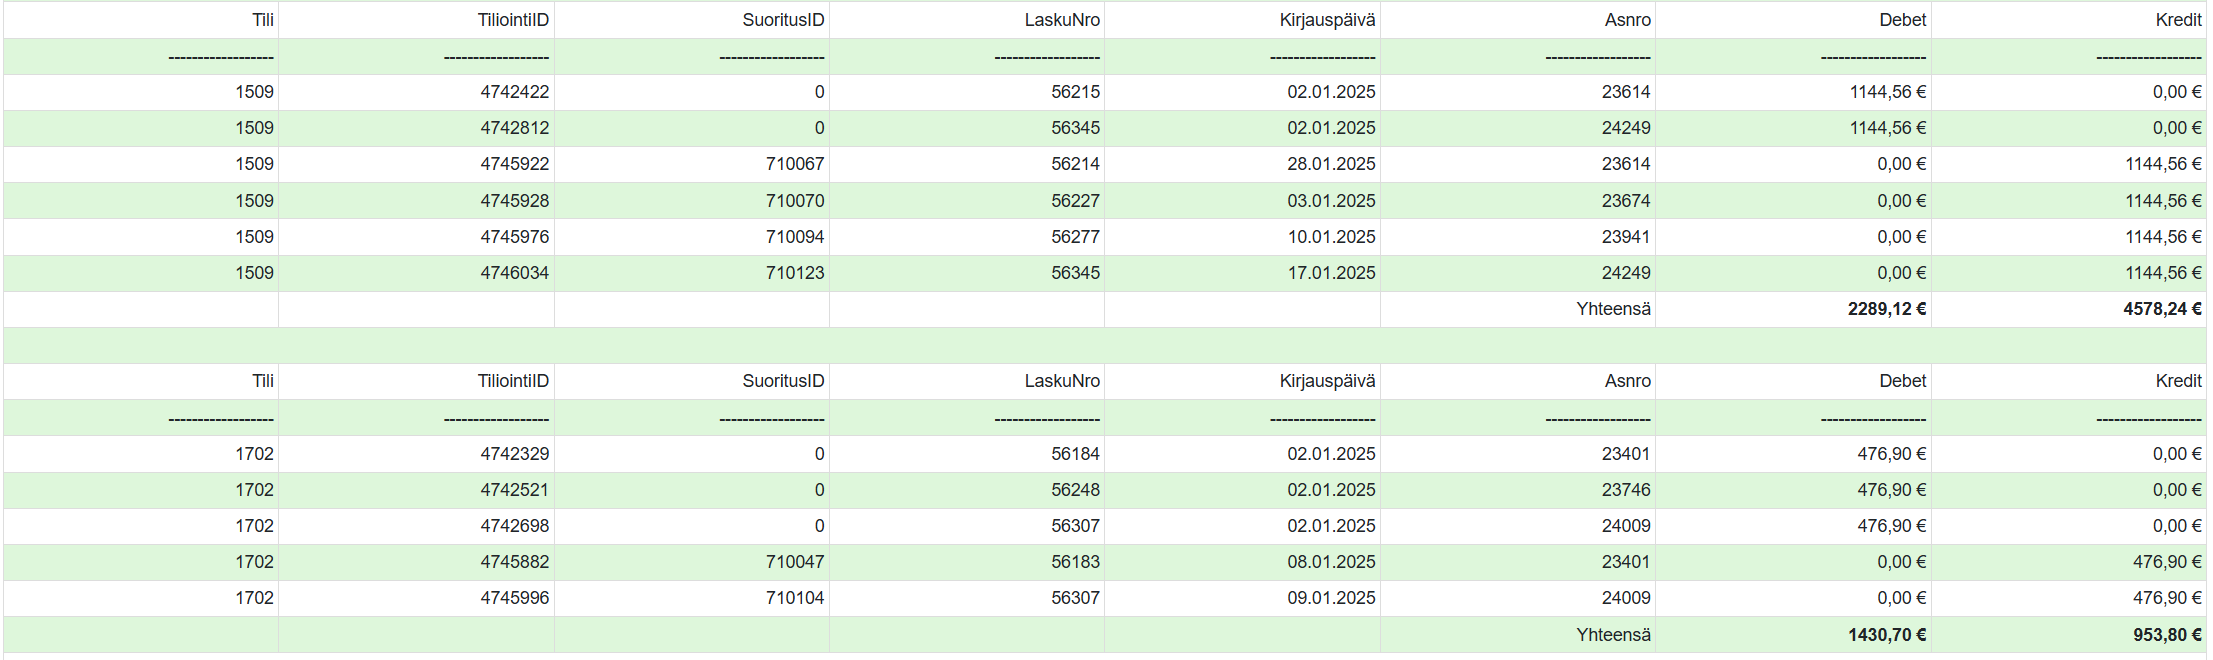 Tili TiliointiID SuoritusID LaskuNro Kirjauspäivä Asnro Debet Kredit
------------------ ------------------ ------------------ ------------------ ------------------ ------------------ ------------------ ------------------
1509 4742422 0 56215 02.01.2025 23614 1144,56 € 0,00 €
1509 4742812 0 56345 02.01.2025 24249 1144,56 € 0,00 €
1509 4745922 710067 56214 28.01.2025 23614 0,00 € 1144,56 €
1509 4745928 710070 56227 03.01.2025 23674 0,00 € 1144,56 €
1509 4745976 710094 56277 10.01.2025 23941 0,00 € 1144,56 €
1509 4746034 710123 56345 17.01.2025 24249 0,00 € 1144,56 €
Yhteensä 2289,12 € 4578,24 €
Tili TiliointiID SuoritusID LaskuNro Kirjauspäivä Asnro Debet Kredit
------------------ ------------------ ------------------ ------------------ ------------------ ------------------ ------------------ ------------------
1702 4742329 0 56184 02.01.2025 23401 476,90 € 0,00 €
1702 4742521 0 56248 02.01.2025 23746 476,90 € 0,00 €
1702 4742698 0 56307 02.01.2025 24009 476,90 € 0,00 €
1702 4745882 710047 56183 08.01.2025 23401 0,00 € 476,90 €
1702 4745996 710104 56307 09.01.2025 24009 0,00 € 476,90 €
Yhteensä 1430,70 € 953,80 €